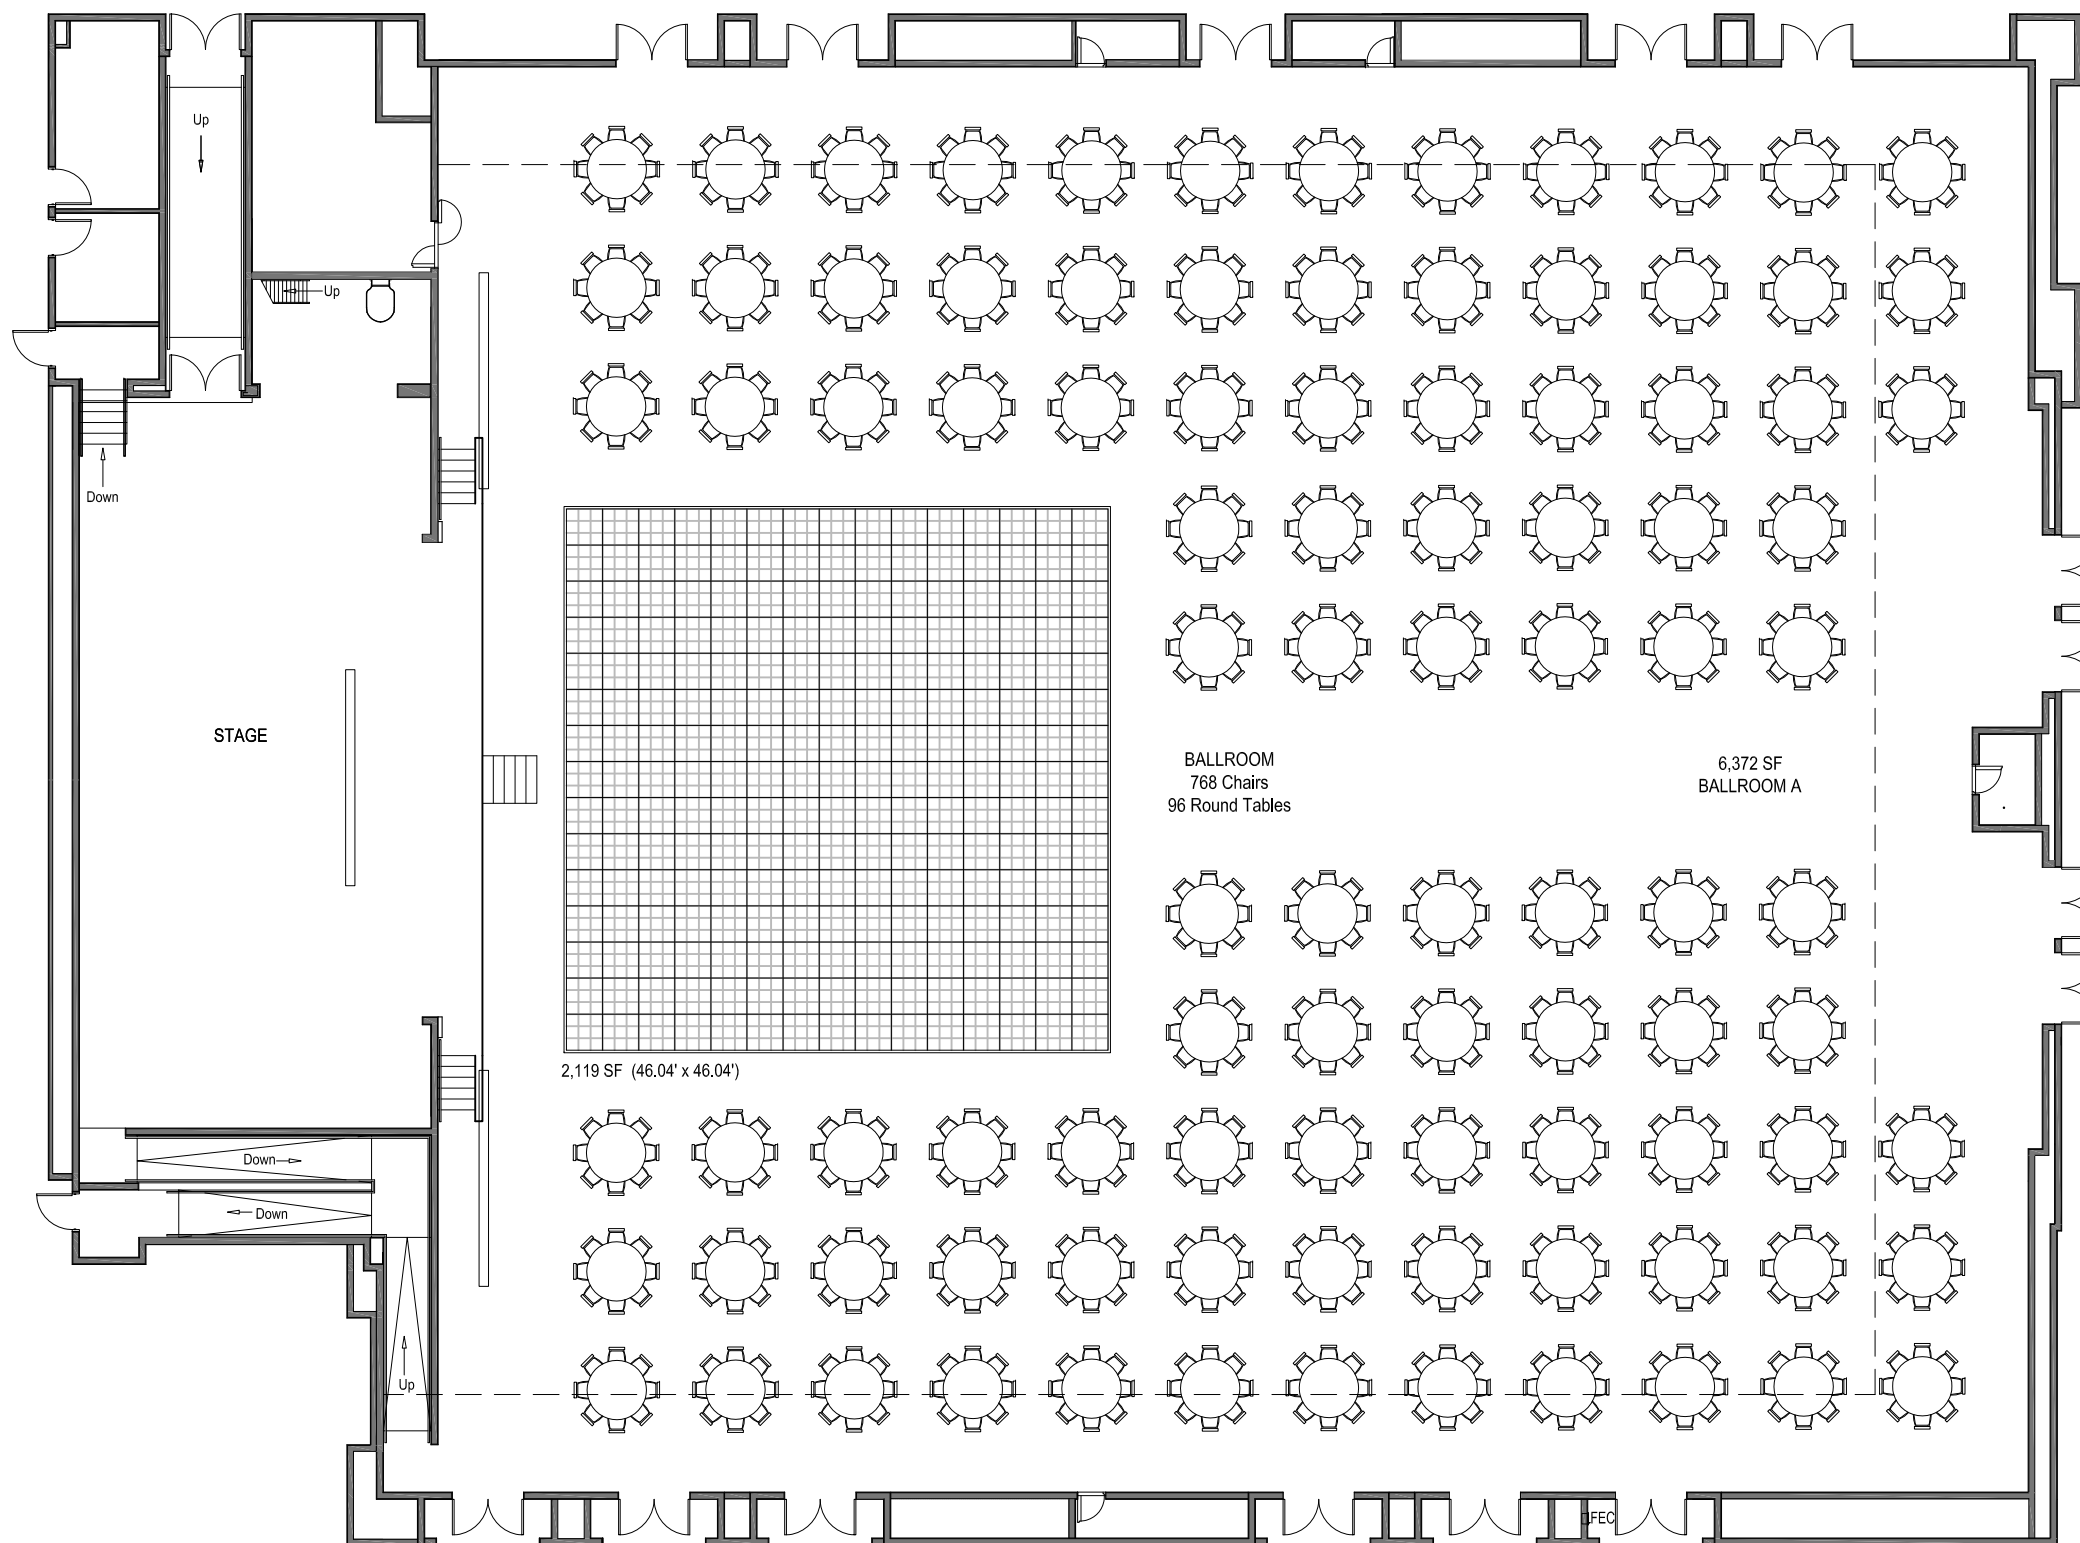 Up
Up
Down
STAGE
BALLROOM
768 Chairs
96 Round Tables
6,372 SF
BALLROOM A
2,119 SF (46.04' x 46.04')
Down
Down
Up
FEC